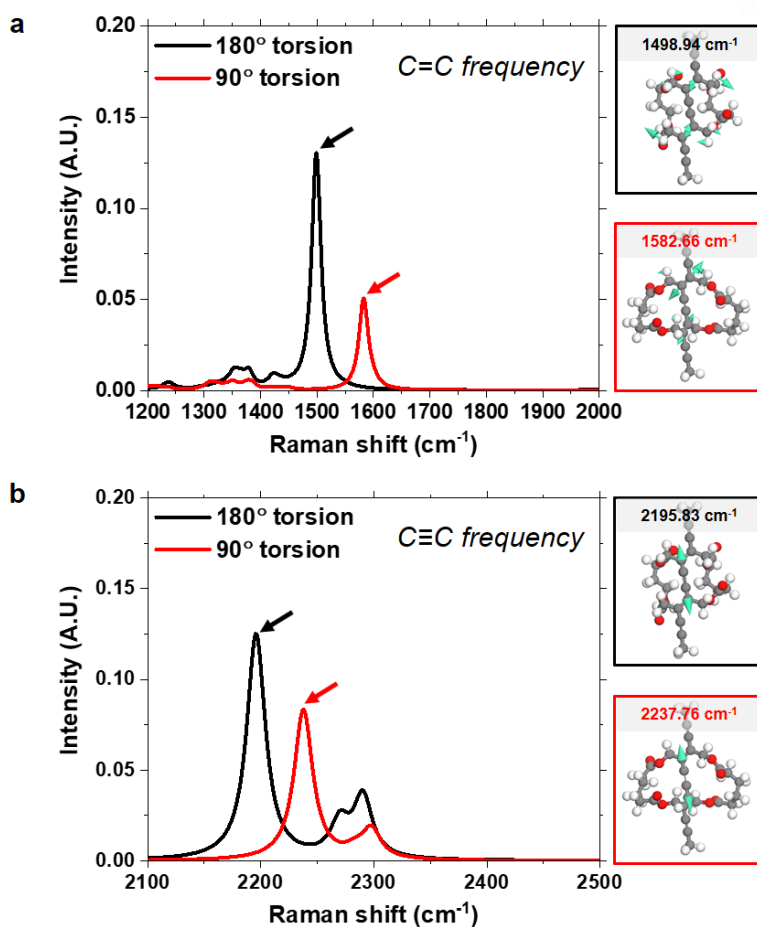 a
0.20
0.15
0.10
0.05
0.00
Intensity (A.U.)
180° torsion
90° torsion
C=C frequency
1200 1300 1400 1500 1600 1700 1800 1900 2000
Raman shift (cm-1)
1498.94 cm-1
1582.66 cm-1
b
0.20
0.15
0.10
0.05
0.00
Intensity (A.U.)
180° torsion
90° torsion
C≡C frequency
2100 2200 2300 2400 2500
Raman shift (cm-1)
2195.83 cm-1
2237.76 cm-1